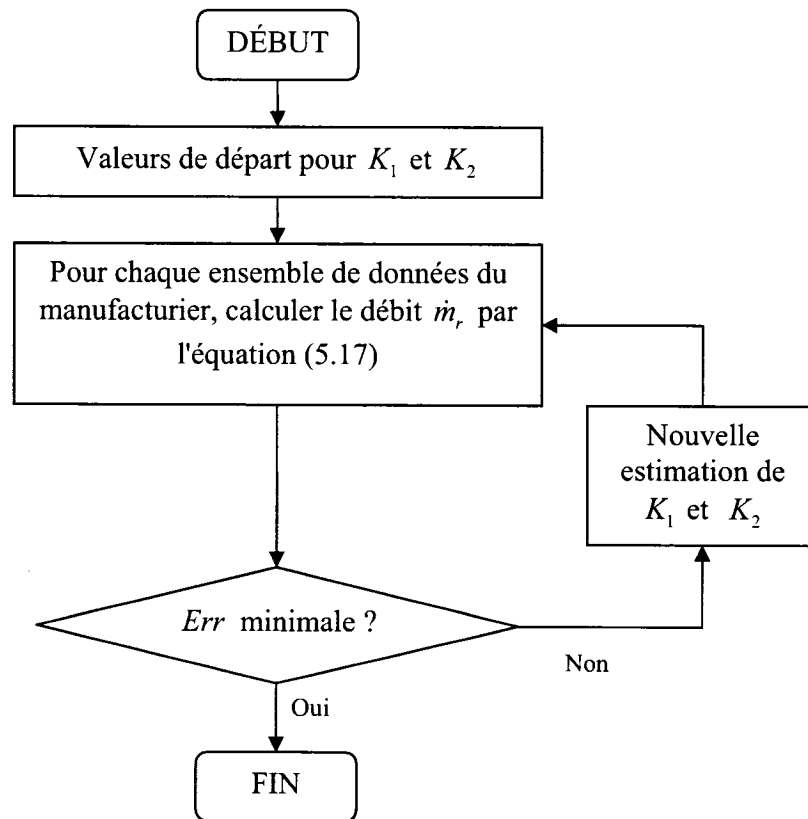 DÉBUT
Valeurs de départ pour K₁ et K₂
Pour chaque ensemble de données du
manufacturier, calculer le débit ṁᵣ par
l'équation (5.17)
Nouvelle
estimation de
K₁ et K₂
Err minimale ?
Non
Oui
FIN